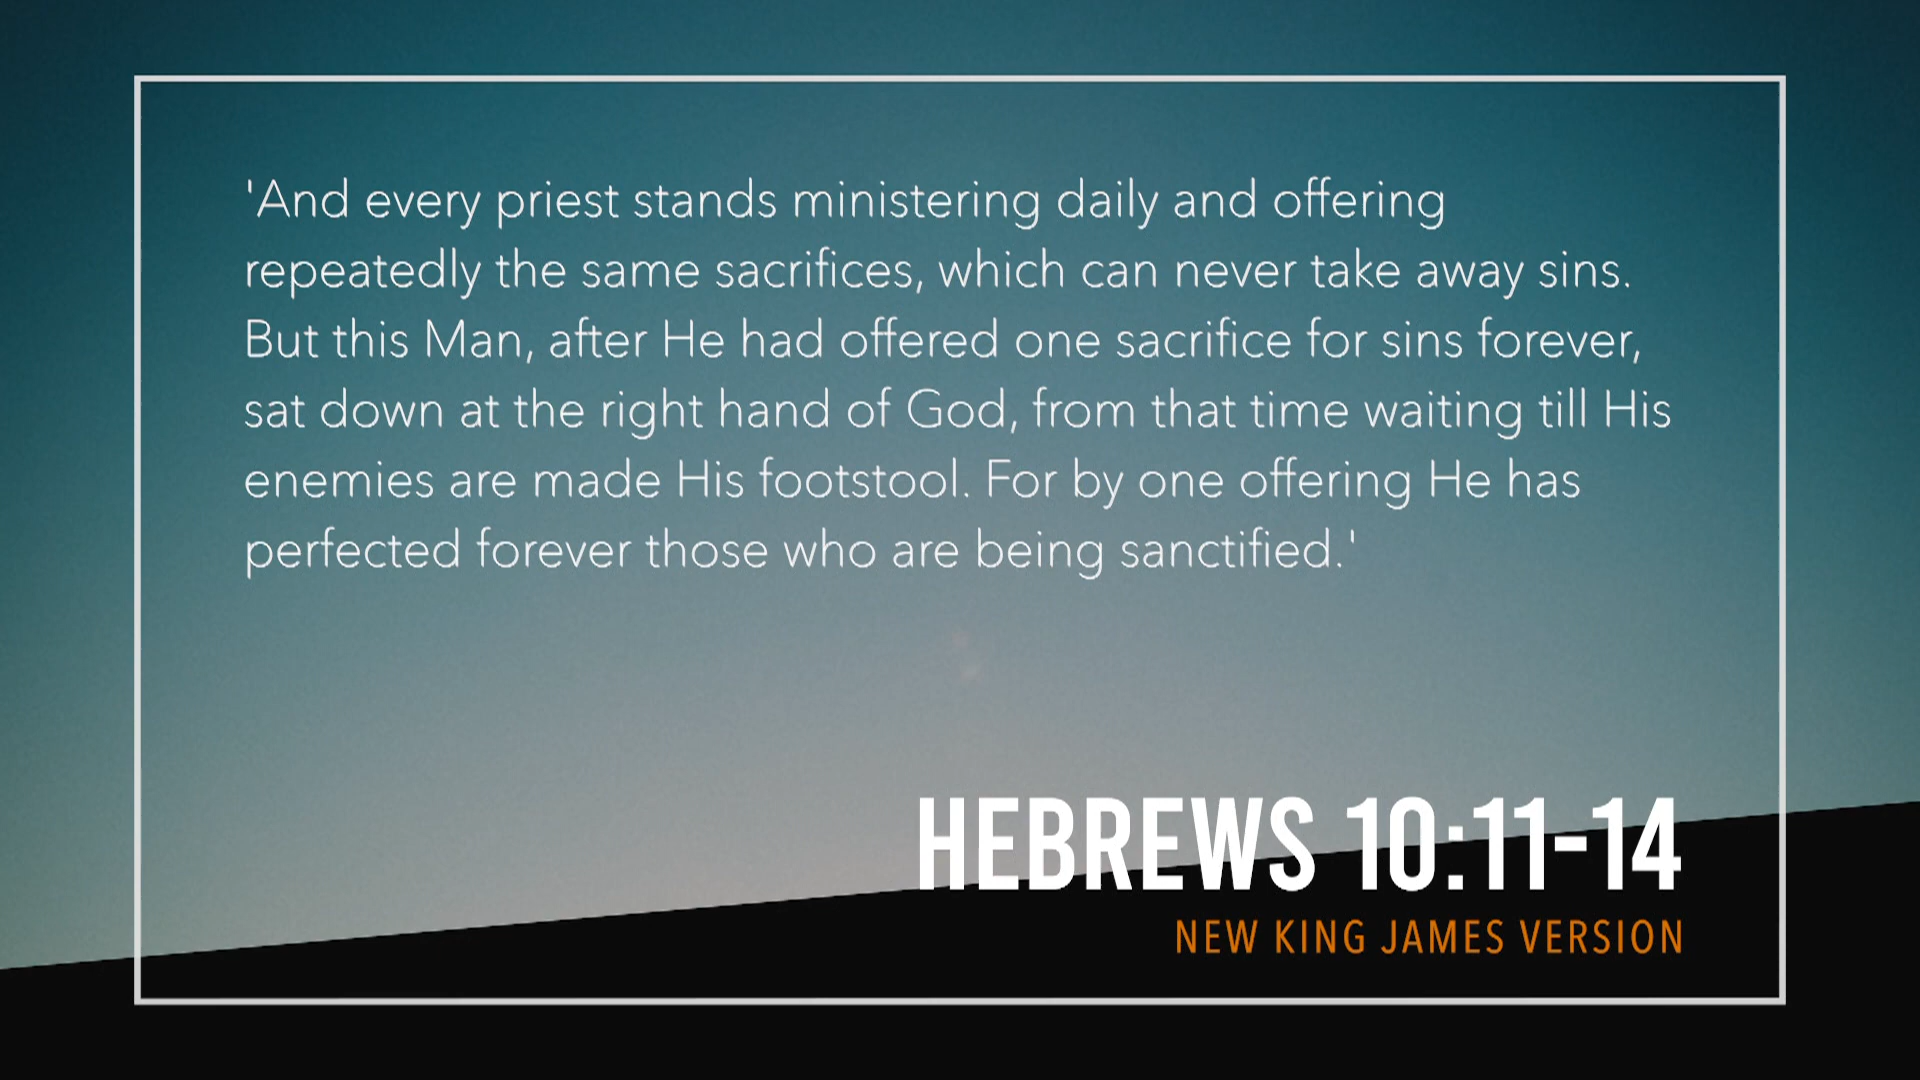 'And every priest stands ministering daily and offering
repeatedly the same sacrifices, which can never take away sins.
But this Man, after He had offered one sacrifice for sins forever,
sat down at the right hand of God, from that time waiting till His
enemies are made His footstool. For by one offering He has
perfected forever those who are being sanctified.'
HEBREWS 10:11-14
NEW KING JAMES VERSION